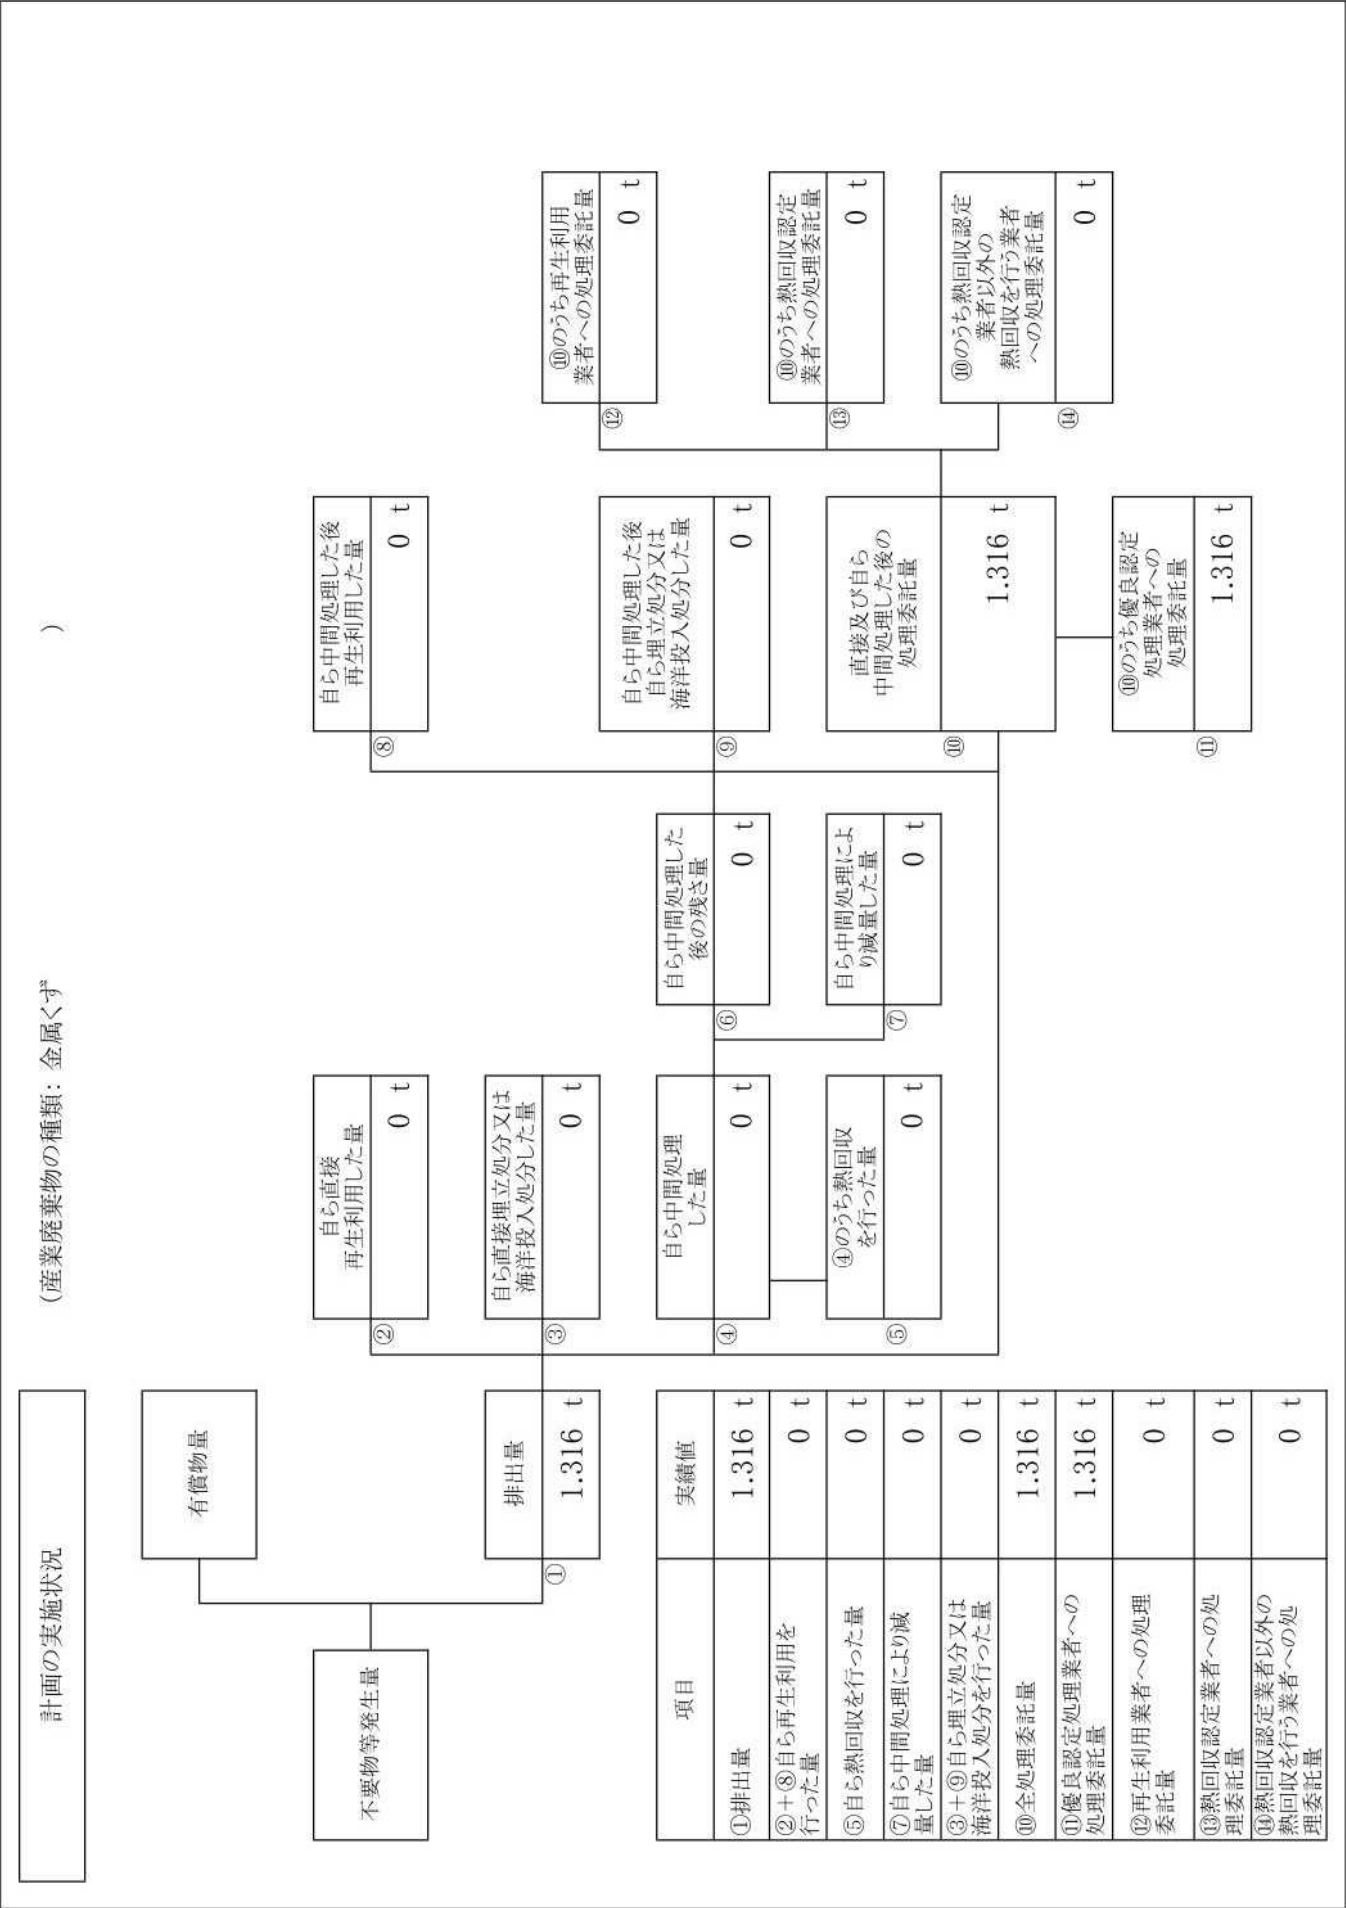 計画の実施状況
(産業廃棄物の種類: 金属くず
)
有償物量
不要物等発生量
排出量
①
1.316 t
自ら直接
再生利用した量
②
0 t
自ら直接埋立処分又は
海洋投入処分した量
③
0 t
自ら中間処理
した量
④
0 t
④のうち熱回収
を行った量
⑤
0 t
自ら中間処理した
後の残さ量
⑥
0 t
自ら中間処理によ
り減量した量
⑦
0 t
自ら中間処理した後
再生利用した量
⑧
0 t
自ら中間処理した後
自ら埋立処分又は
海洋投入処分した量
⑨
0 t
直接及び自ら
中間処理した後の
処理委託量
⑩
1.316 t
⑩のうち優良認定
処理業者への
処理委託量
⑪
1.316 t
⑩のうち再生利用
業者への処理委託量
⑫
0 t
⑩のうち熱回収認定
業者への処理委託量
⑬
0 t
⑩のうち熱回収認定
業者以外の
熱回収を行う業者
への処理委託量
⑭
0 t
項目 実績値
①排出量 1.316 t
②+⑧自ら再生利用を
行った量
0 t
⑤自ら熱回収を行った量 0 t
⑦自ら中間処理により減
量した量
0 t
③+⑨自ら埋立処分又は
海洋投入処分を行った量
0 t
⑩全処理委託量 1.316 t
⑪優良認定処理業者への
処理委託量
1.316 t
⑫再生利用業者への処理
委託量
0 t
⑬熱回収認定業者への処
理委託量
0 t
⑭熱回収認定業者以外の
熱回収を行う業者への処
理委託量
0 t